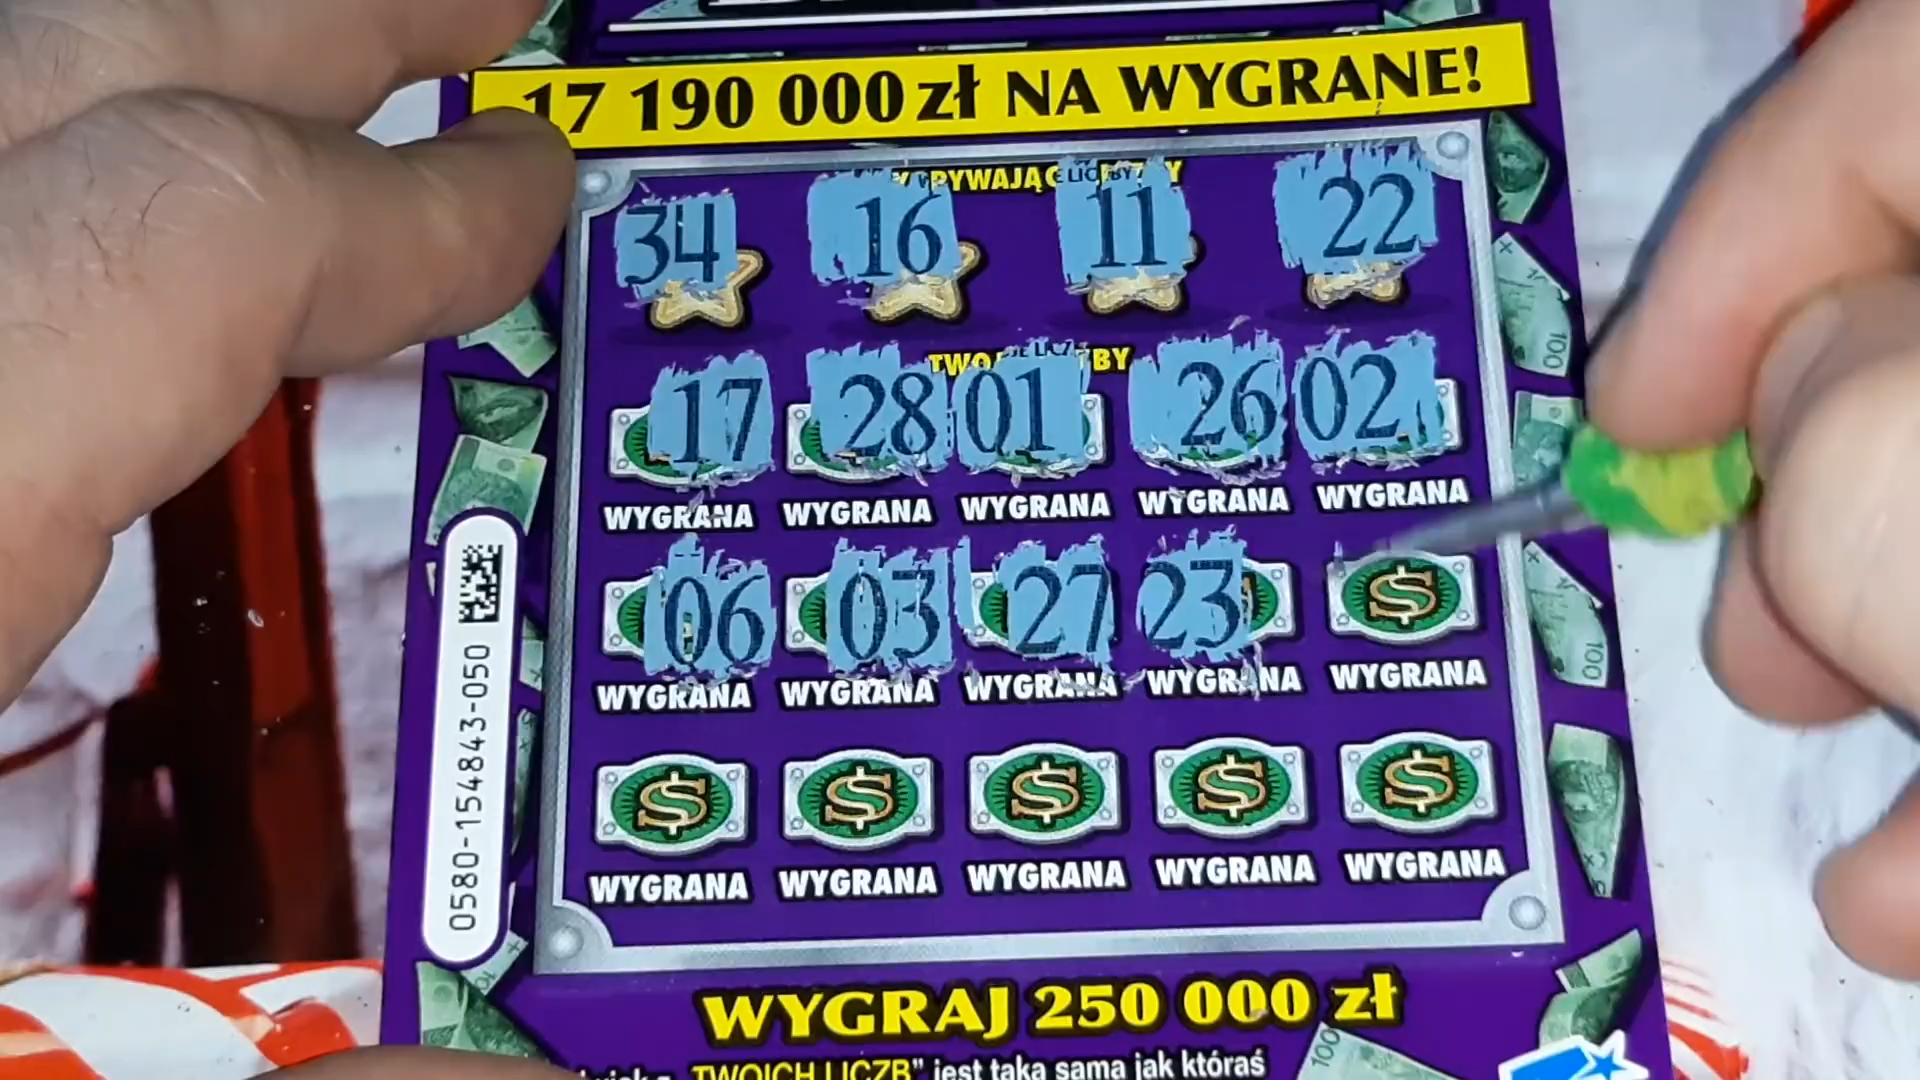 17 190 000 zł NA WYGRANE!
34 16 11 22
17 28 01 26 02
WYGRANA WYGRANA WYGRANA WYGRANA WYGRANA
06 03 27 23
WYGRANA WYGRANA WYGRANA WYGRANA WYGRANA
WYGRANA WYGRANA WYGRANA WYGRANA WYGRANA
0580-154843-050
WYGRAJ 250 000 zł
TWOICH LICZB" jest taka sama jak któraś